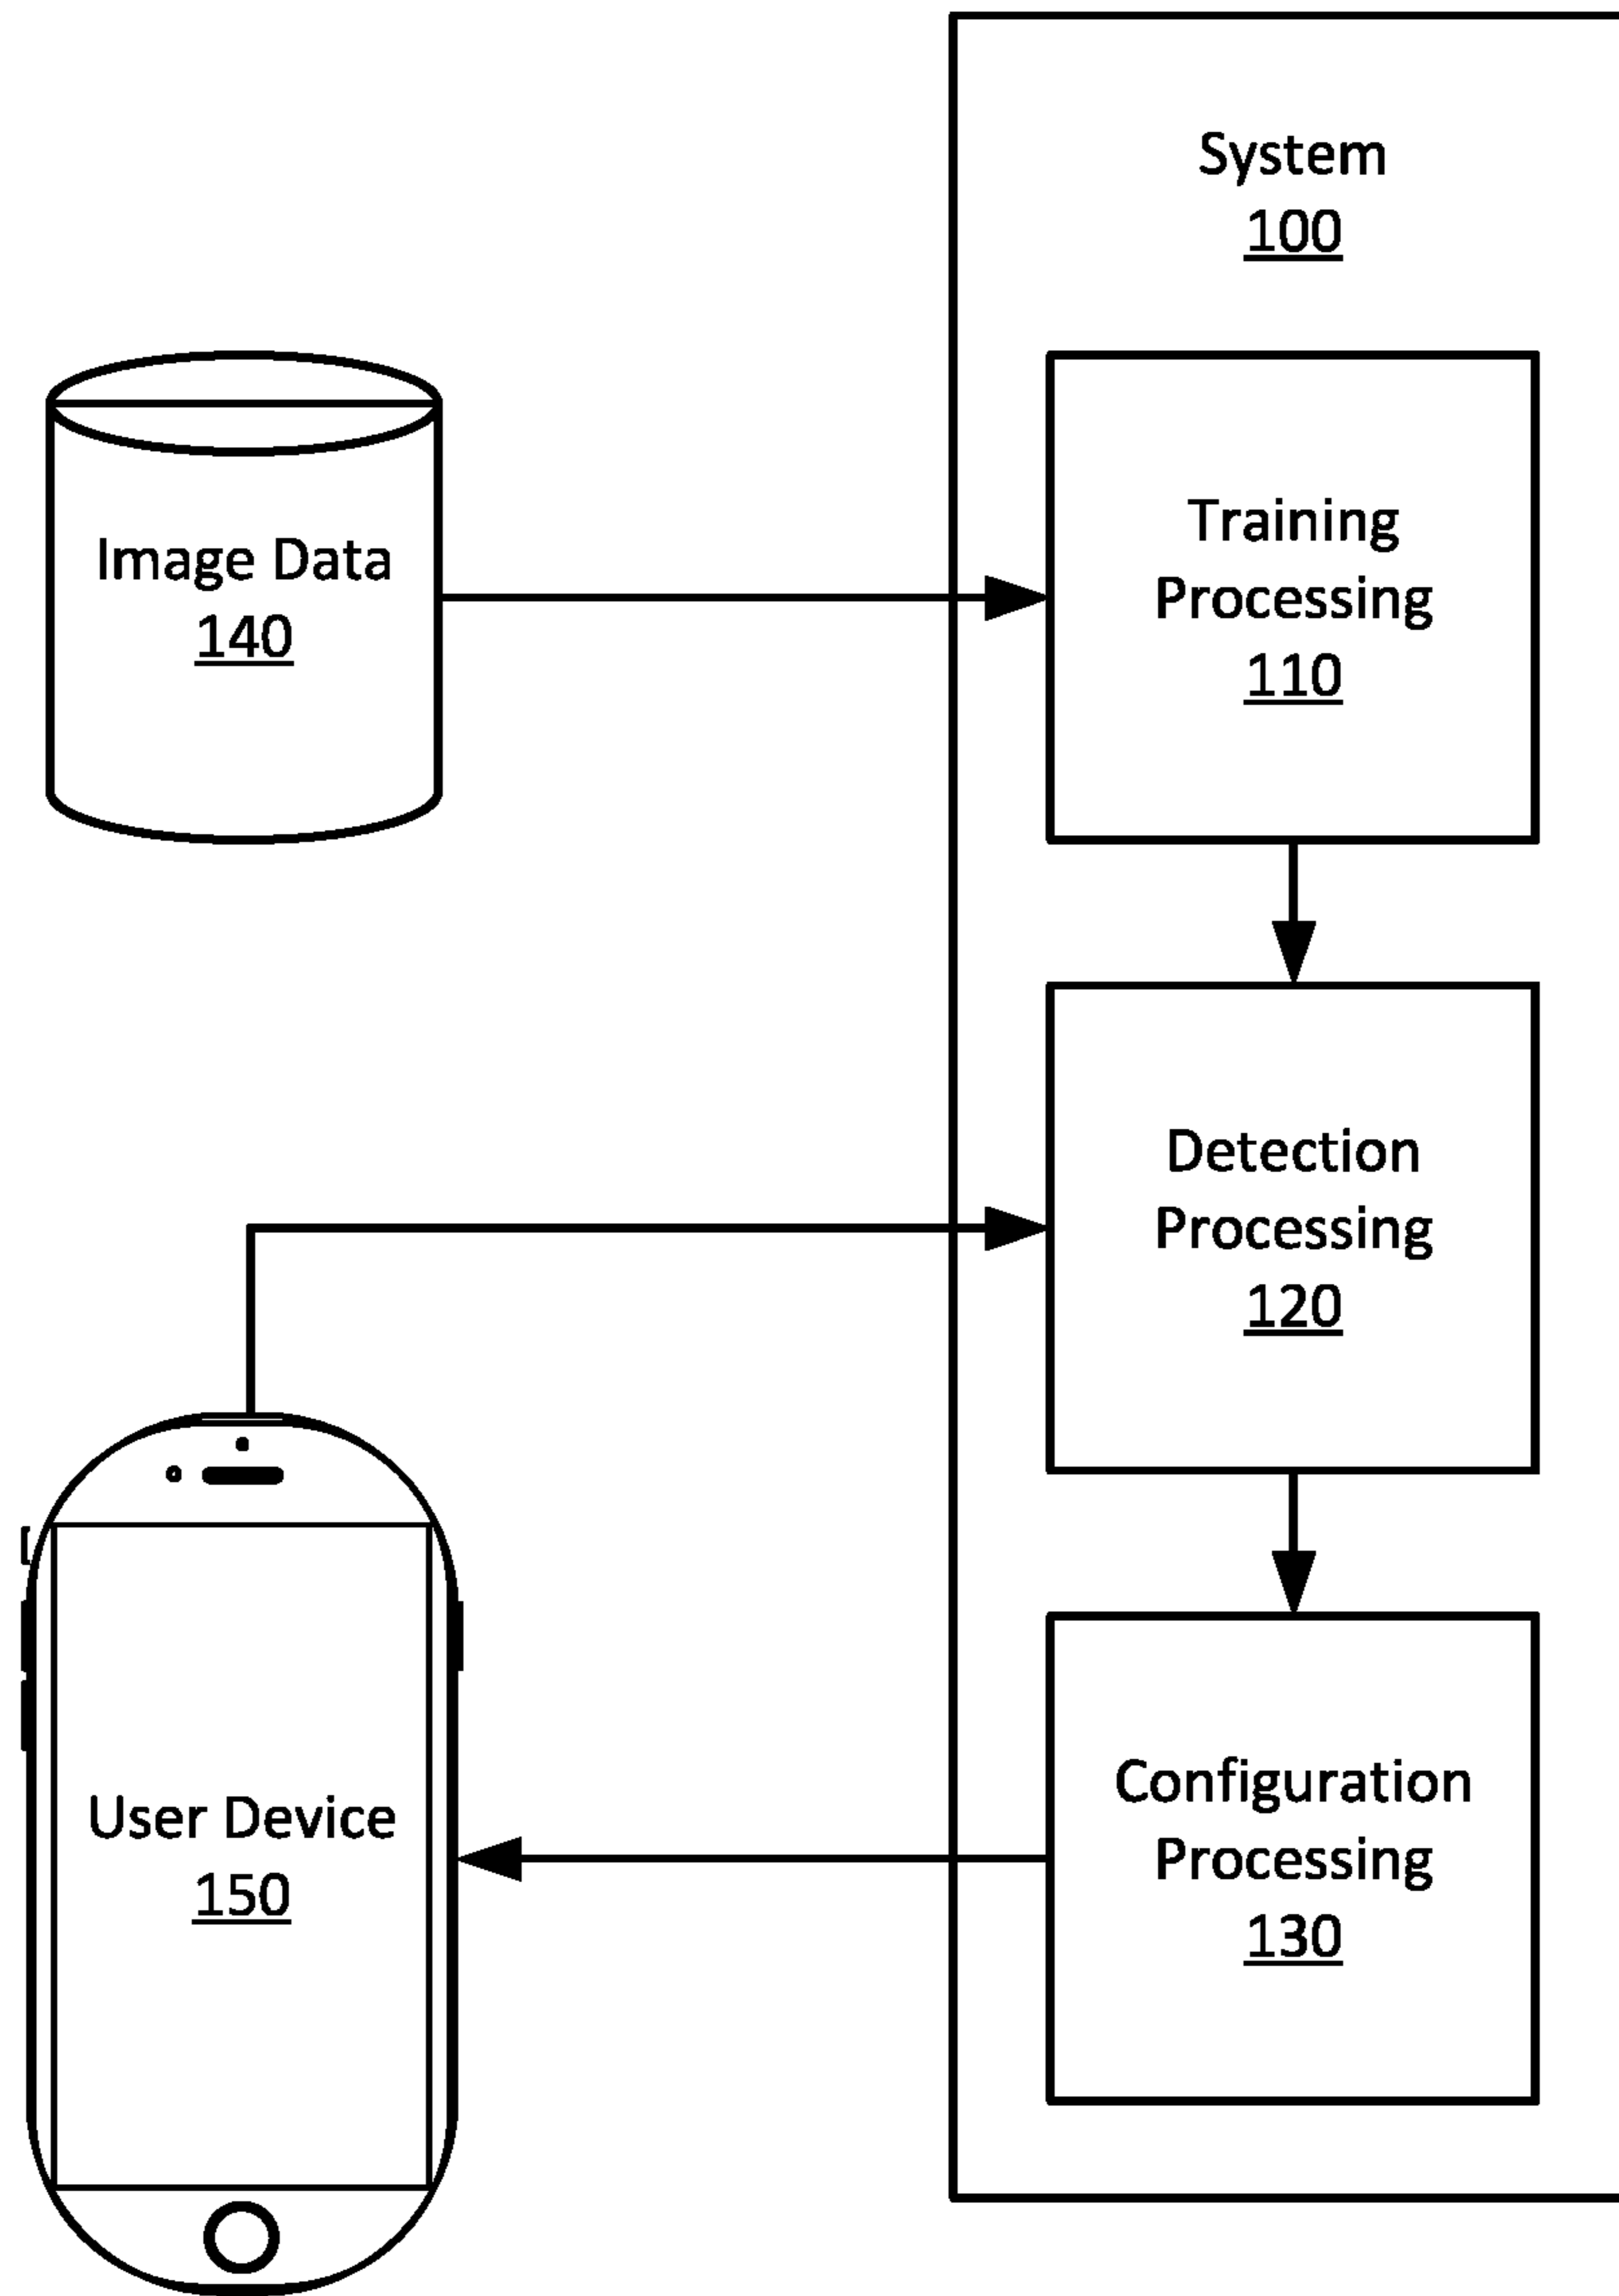 System
100
Image Data
140
Training
Processing
110
Detection
Processing
120
User Device
150
Configuration
Processing
130